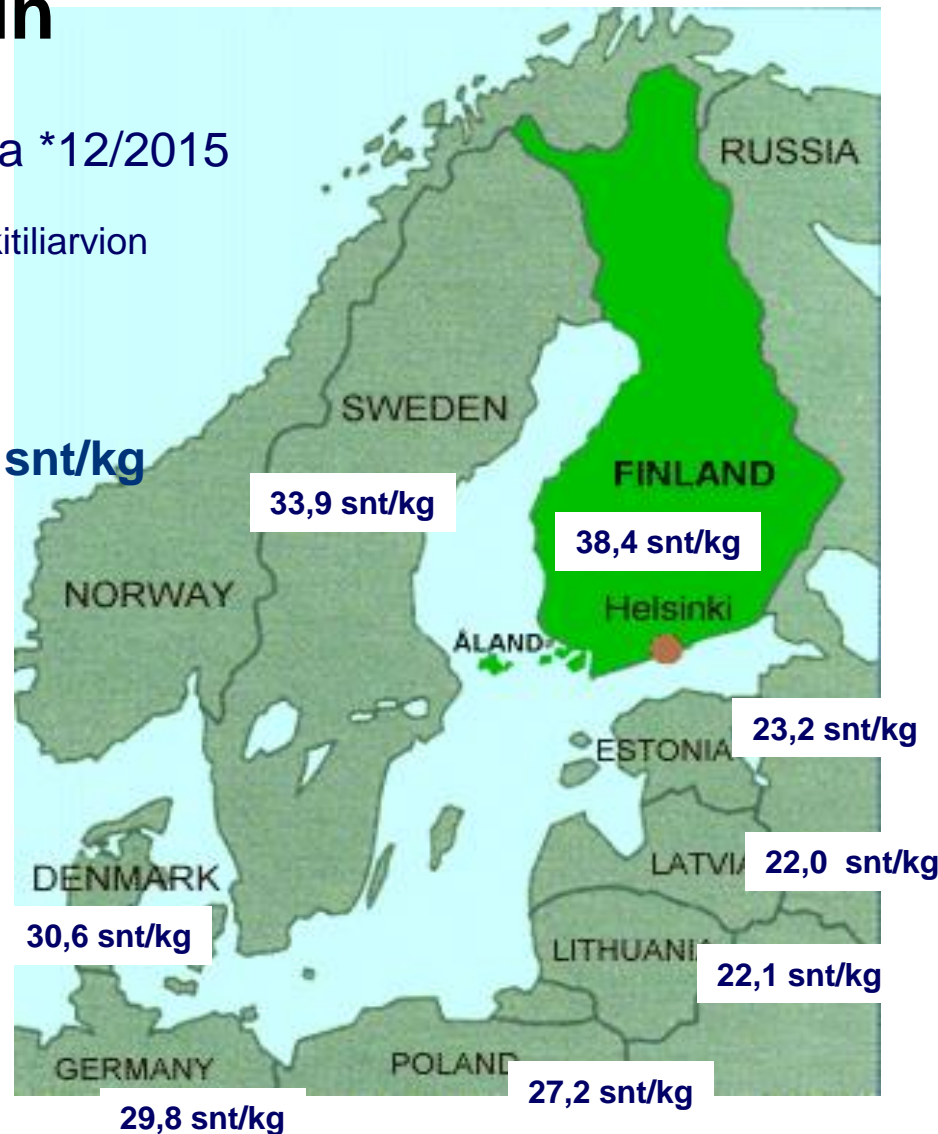 in
a *12/2015
kitiliarvion
RUSSIA
SWEDEN
snt/kg
33,9 snt/kg
FINLAND
38,4 snt/kg
NORWAY
Helsinki
ÅLAND
23,2 snt/kg
ESTONIA
LATVIA
22,0 snt/kg
DENMARK
30,6 snt/kg
LITHUANIA
22,1 snt/kg
GERMANY
POLAND
27,2 snt/kg
29,8 snt/kg